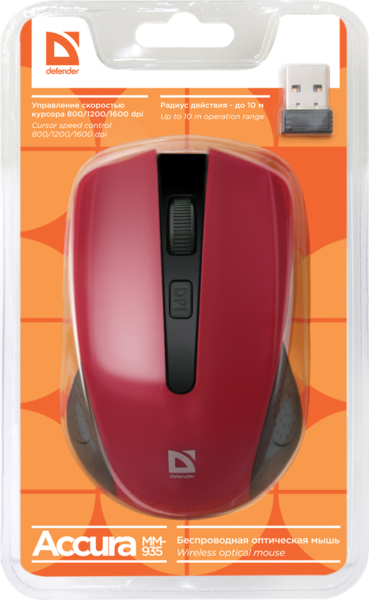 defender
Управление скоростью
курсора 800/1200/1600 dpi
Cursor speed control
800/1200/1600 dpi
Радиус действия - до 10 м
Up to 10 m operation range
DPI
defender
Accura MM-
935
Беспроводная оптическая мышь
Wireless optical mouse